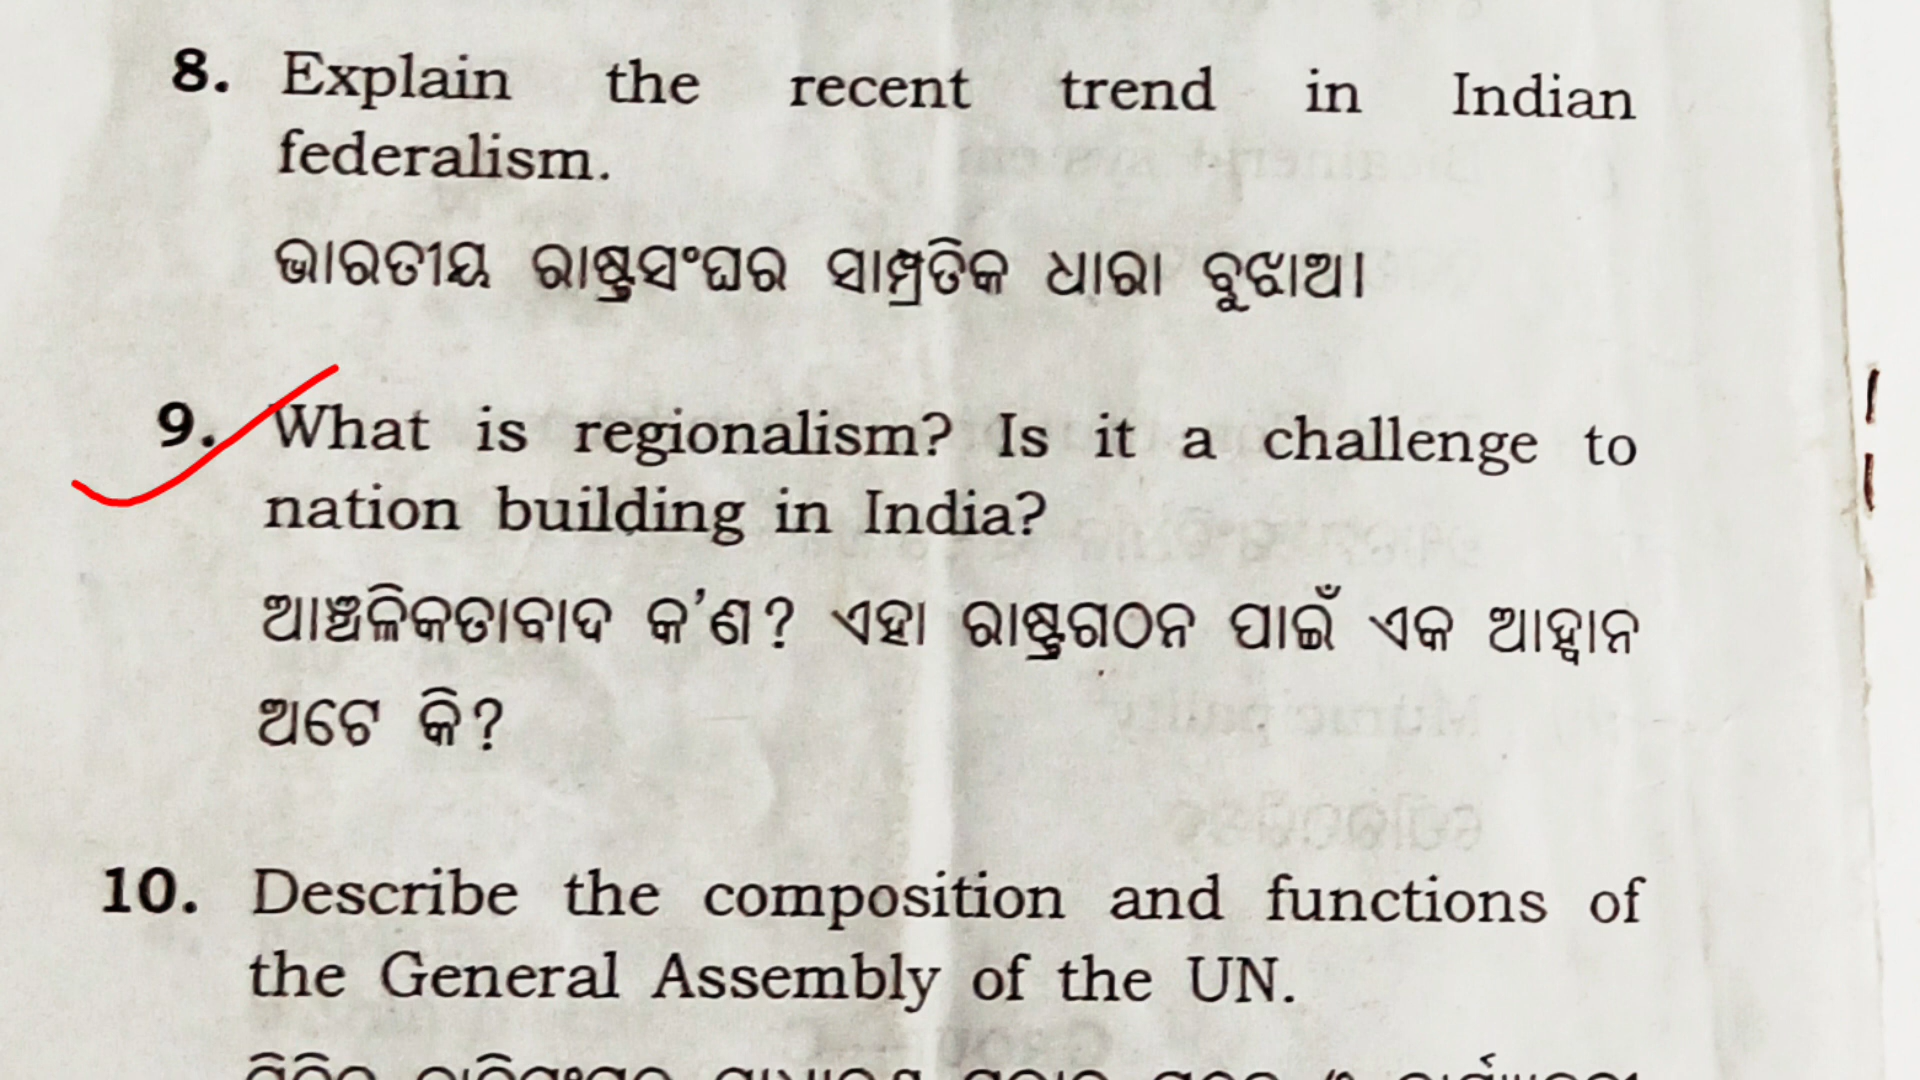 8. Explain the recent trend in Indian
federalism.
ଭାରତୀୟ ରାଷ୍ଟ୍ରସଂଘର ସାମ୍ପ୍ରତିକ ଧାରା ବୁଝାଅ।
9. What is regionalism? Is it a challenge to
nation building in India?
ଆଞ୍ଚଳିକତାବାଦ କ'ଣ? ଏହା ରାଷ୍ଟ୍ରଗଠନ ପାଇଁ ଏକ ଆହ୍ୱାନ
ଅଟେ କି?
10. Describe the composition and functions of
the General Assembly of the UN.